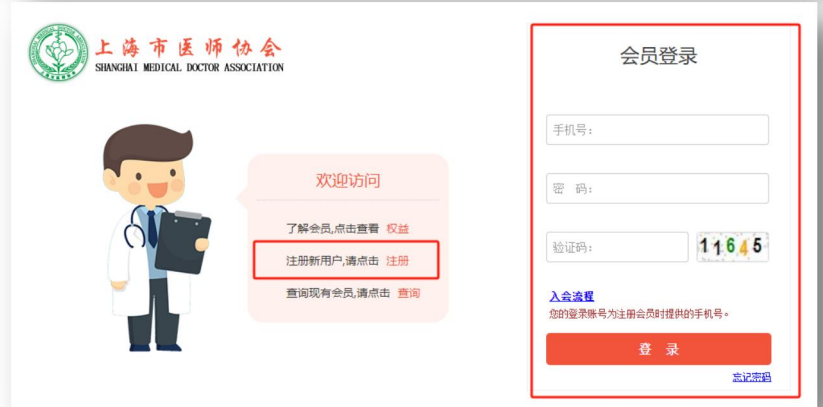 上海市医师协会
SHANGHAI MEDICAL DOCTOR ASSOCIATION
欢迎访问
了解会员,点击查看 权益
注册新用户,请点击 注册
查询现有会员,请点击 查询
会员登录
手机号：
密 码：
验证码：
11645
入会流程
您的登录账号为注册会员时提供的手机号。
登 录
忘记密码